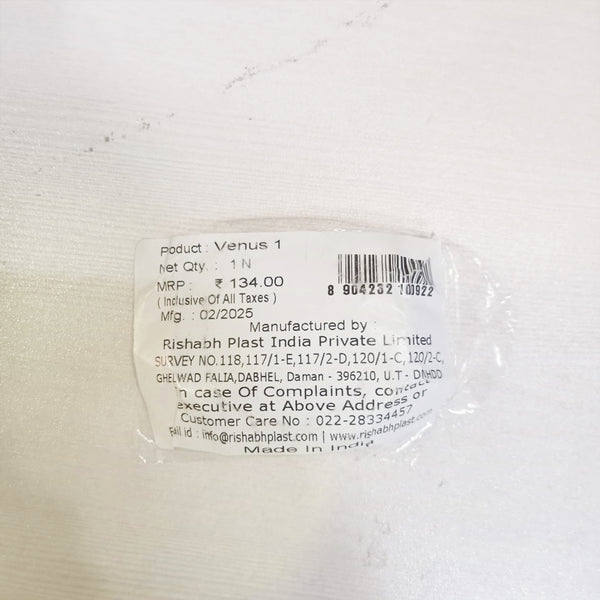 Product : Venus 1
Net Qty. : 1 N
MRP : ₹ 134.00
( Inclusive Of All Taxes )
Mfg. : 02/2025
8 904232 100922
Manufactured by :
Rishabh Plast India Private Limited
SURVEY NO.118,117/1-E,117/2-D,120/1-C, 120/2-C,
GHELWAD FALIA,DABHEL, Daman - 396210, U.T - DNHDD
In case Of Complaints, contact
executive at Above Address or
Customer Care No : 022-28334457
Email id : info@rishabhplast.com | www.rishabhplast.com
Made In India